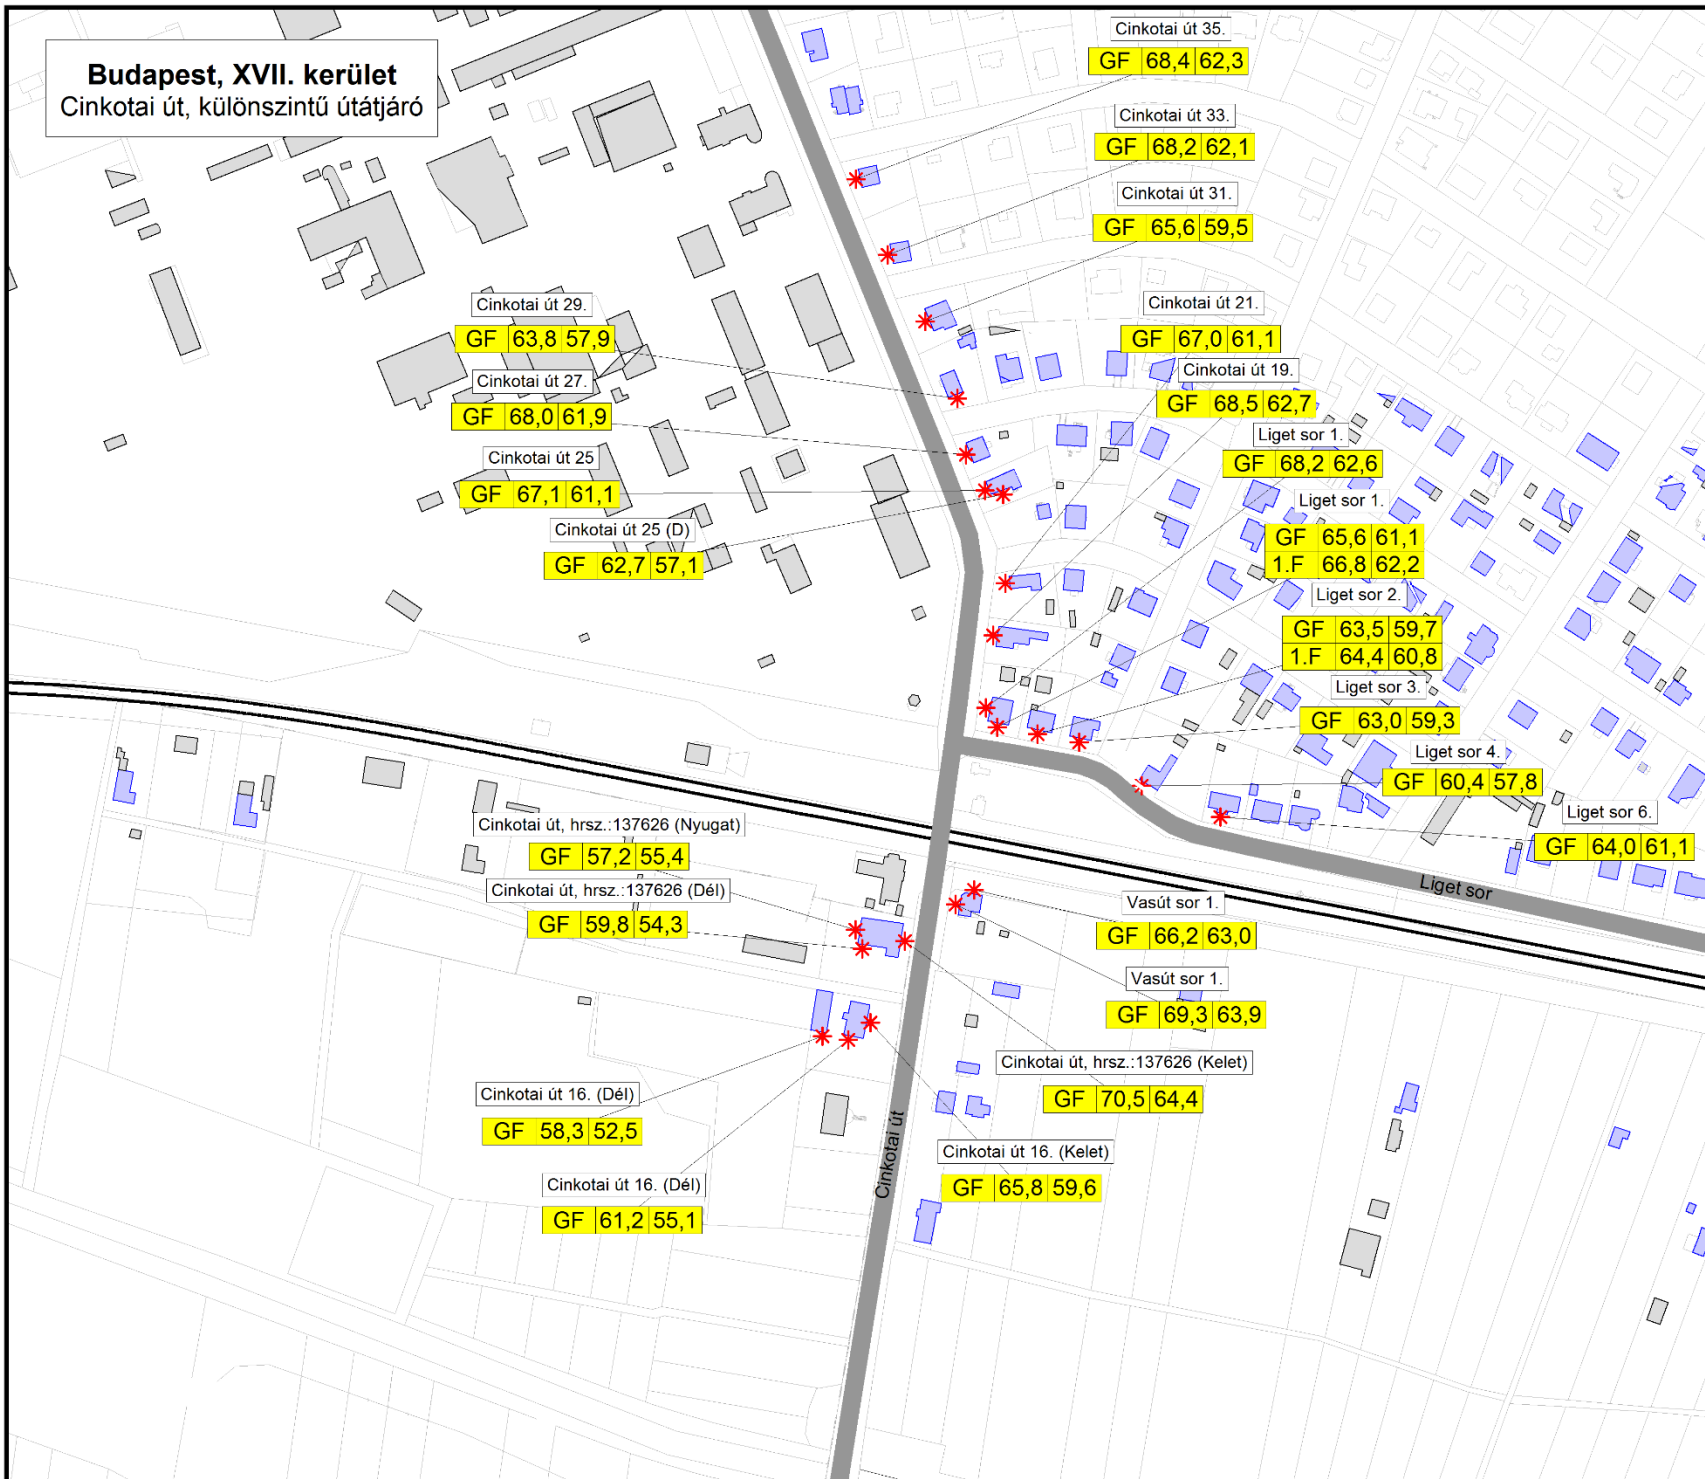 Budapest, XVII. kerület
Cinkotai út, különszintű útátjáró
Cinkotai út 35.
GF 68,4 62,3
Cinkotai út 33.
GF 68,2 62,1
Cinkotai út 31.
GF 65,6 59,5
Cinkotai út 29.
GF 63,8 57,9
Cinkotai út 21.
GF 67,0 61,1
Cinkotai út 27.
GF 68,0 61,9
Cinkotai út 19.
GF 68,5 62,7
Cinkotai út 25
GF 67,1 61,1
Liget sor 1.
GF 68,2 62,6
Cinkotai út 25 (D)
GF 62,7 57,1
Liget sor 1.
GF 65,6 61,1
1.F 66,8 62,2
Liget sor 2.
GF 63,5 59,7
1.F 64,4 60,8
Liget sor 3.
GF 63,0 59,3
Liget sor 4.
GF 60,4 57,8
Liget sor 6.
GF 64,0 61,1
Liget sor
Cinkotai út, hrsz.:137626 (Nyugat)
GF 57,2 55,4
Cinkotai út, hrsz.:137626 (Dél)
GF 59,8 54,3
Vasút sor 1.
GF 66,2 63,0
Vasút sor 1.
GF 69,3 63,9
Cinkotai út, hrsz.:137626 (Kelet)
GF 70,5 64,4
Cinkotai út 16. (Dél)
GF 58,3 52,5
Cinkotai út
Cinkotai út 16. (Kelet)
GF 65,8 59,6
Cinkotai út 16. (Dél)
GF 61,2 55,1